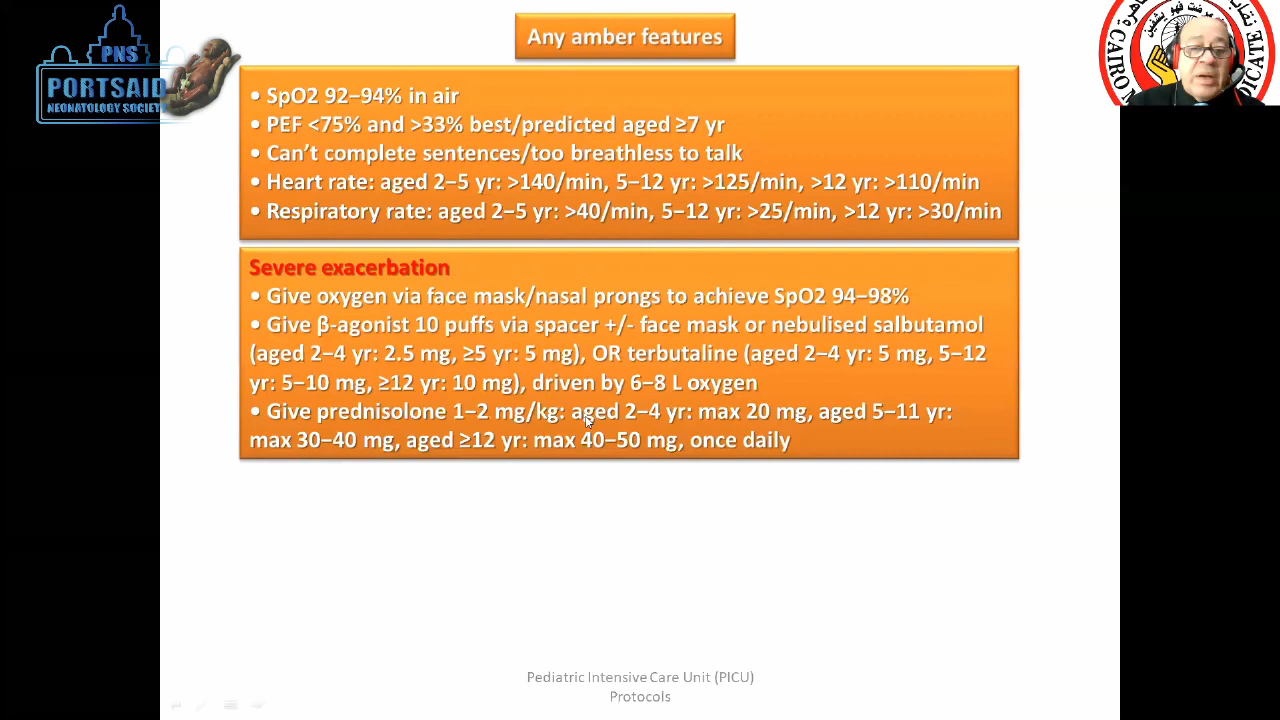 PNS
PORTSAID
NEONATOLOGY SOCIETY
Any amber features
• SpO2 92–94% in air
• PEF <75% and >33% best/predicted aged ≥7 yr
• Can't complete sentences/too breathless to talk
• Heart rate: aged 2–5 yr: >140/min, 5–12 yr: >125/min, >12 yr: >110/min
• Respiratory rate: aged 2–5 yr: >40/min, 5–12 yr: >25/min, >12 yr: >30/min
Severe exacerbation
• Give oxygen via face mask/nasal prongs to achieve SpO2 94–98%
• Give β-agonist 10 puffs via spacer +/- face mask or nebulised salbutamol
(aged 2–4 yr: 2.5 mg, ≥5 yr: 5 mg), OR terbutaline (aged 2–4 yr: 5 mg, 5–12
yr: 5–10 mg, ≥12 yr: 10 mg), driven by 6–8 L oxygen
• Give prednisolone 1–2 mg/kg: aged 2–4 yr: max 20 mg, aged 5–11 yr:
max 30–40 mg, aged ≥12 yr: max 40–50 mg, once daily
Pediatric Intensive Care Unit (PICU)
Protocols